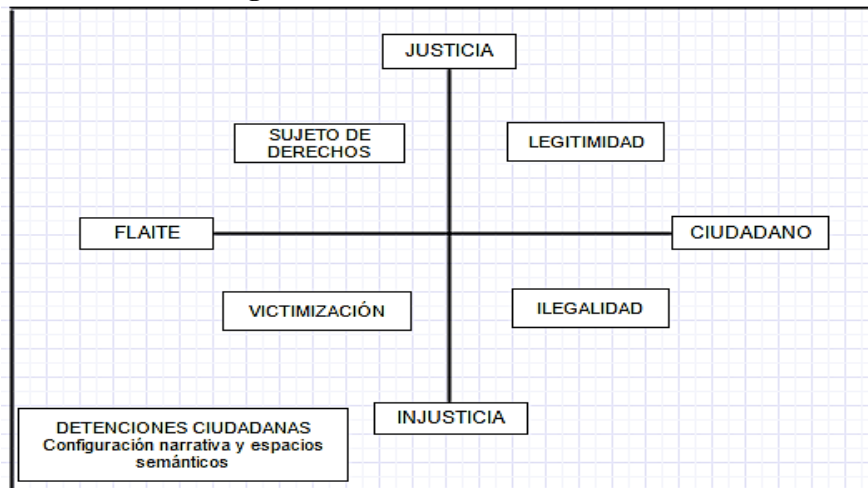 JUSTICIA
SUJETO DE
DERECHOS
LEGITIMIDAD
FLAITE
CIUDADANO
VICTIMIZACIÓN
ILEGALIDAD
INJUSTICIA
DETENCIONES CIUDADANAS
Configuración narrativa y espacios
semánticos